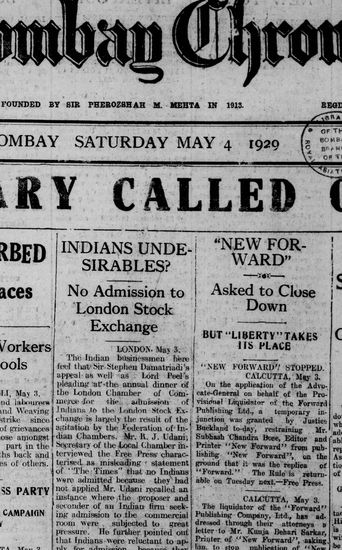 ombay Chron
FOUNDED BY SIR PHEROZSHAH M. MEHTA IN 1913.
REG
OMBAY SATURDAY MAY 4 1929
ARY CALLED
RBED
aces
Workers
ools
LI, May 3.
nd labourers
and Weaving
strike since
of grievances
ose amongst
part in the
ths back and
es of others.
SS PARTY
CAMPAIGN
INDIANS UNDE-
SIRABLES?
No Admission to
London Stock
Exchange
LONDON, May 3.
The Indian businessmen here
feel that Sir Stephen Damatriadi's
appeal as well as Lord Peel's
pleading at the annual dinner of
the London Chamber of Com-
merce for the admission of
Indians to the London Stock Ex-
change is largely the result of the
agitation by the Federation of In-
dian Chambers. Mr. R. J. Udani,
Secretary of the Local Chamber in-
terviewed the Free Press charac-
terised as misleading statement
of "The Times" that no Indians
were admitted because they had
not applied Mr. Udani recalled an
instance where the proposer and
seconder of an Indian firm seek-
ing admission to the commercial
room were subjected to great
pressure. He further pointed out
that Indians were reluctant to ap-
ply for admission because they
"NEW FOR-
WARD"
Asked to Close
Down
BUT "LIBERTY" TAKES
ITS PLACE
"NEW FORWARD" STOPPED.
CALCUTTA, May 3.
On the application of the Advo-
cate-General on behalf of the Pro-
visional Liquidator of the Forward
Publishing Ltd., a temporary in-
junction was granted by Justice
Buckland to-day, restraining Mr.
Subhash Chandra Bose, Editor and
Printer "New Forward" from pub-
lishing "New Forward", on the
ground that it was the replica of
"Forward." The Rule is return-
able on Tuesday next.—Free Press.
CALCUTTA, May 3.
The liquidator of the "Forward"
Publishing Company, Ltd., has ad-
dressed through their attorneys a
letter to Mr. Kunja Behari Sarkar,
Printer of "New Forward", asking
him to stop publication of "New